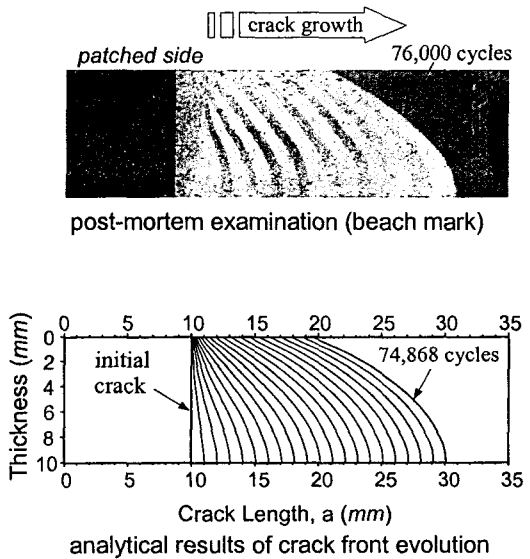 crack growth
patched side
76,000 cycles
post-mortem examination (beach mark)
0 5 10 15 20 25 30 35
0
2
4
6
8
10
Thickness (mm)
initial
crack
74,868 cycles
0 5 10 15 20 25 30 35
Crack Length, a (mm)
analytical results of crack front evolution